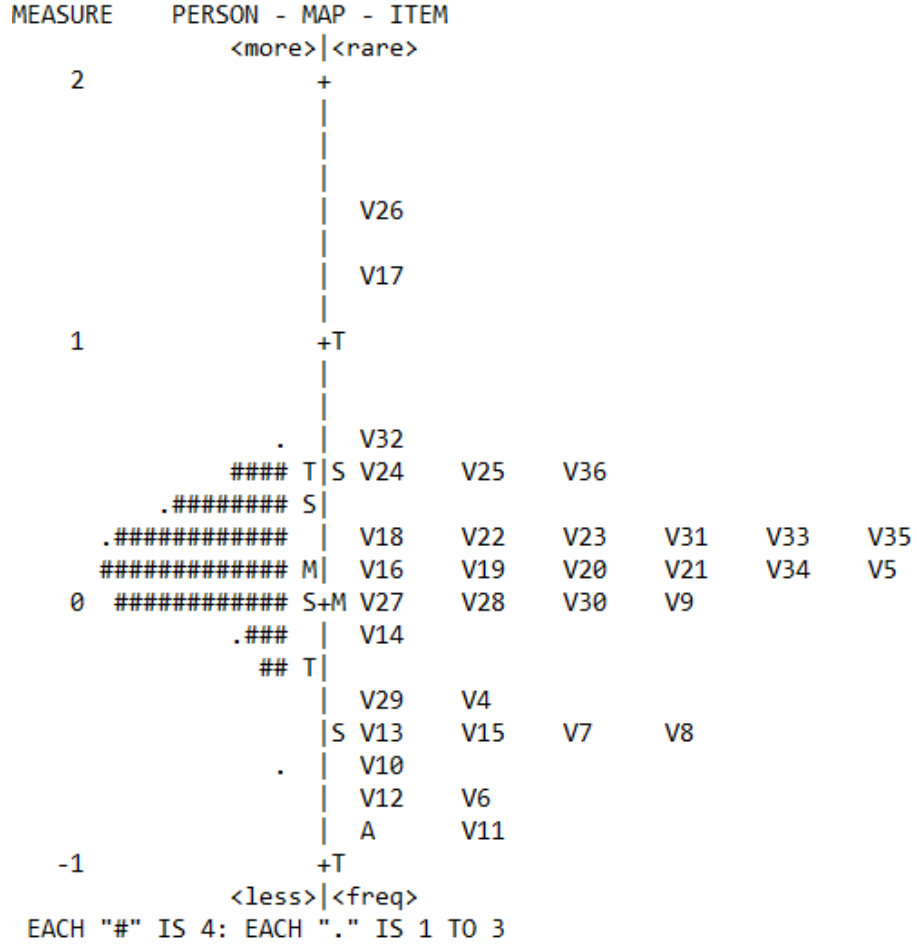 MEASURE    PERSON - MAP - ITEM
               <more>|<rare>
    2                +
                     |
                     |
                     |
                     |  V26
                     |
                     |  V17
                     |
    1                +T
                     |
                     |
                  .  |  V32
               #### T|S V24    V25    V36
          .######## S|
      .############  |  V18    V22    V23    V31    V33    V35
      ############# M|  V16    V19    V20    V21    V34    V5
    0  ############ S+M V27    V28    V30    V9
               .###  |  V14
                 ## T|
                     |  V29    V4
                     |S V13    V15    V7     V8
                  .  |  V10
                     |  V12    V6
                     |  A      V11
   -1                +T
               <less>|<freq>
 EACH "#" IS 4: EACH "." IS 1 TO 3